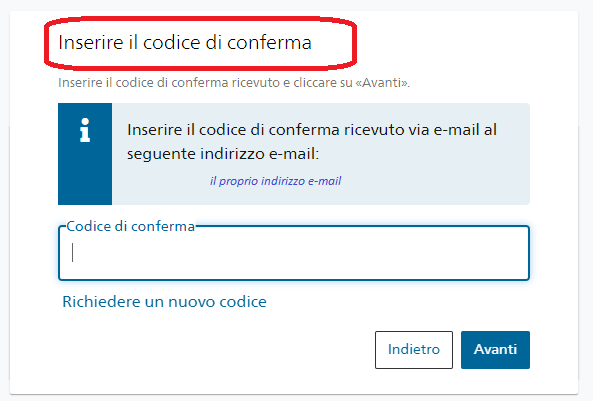 Inserire il codice di conferma
Inserire il codice di conferma ricevuto e cliccare su «Avanti».
Inserire il codice di conferma ricevuto via e-mail al
seguente indirizzo e-mail:
il proprio indirizzo e-mail
Codice di conferma
Richiedere un nuovo codice
Indietro
Avanti